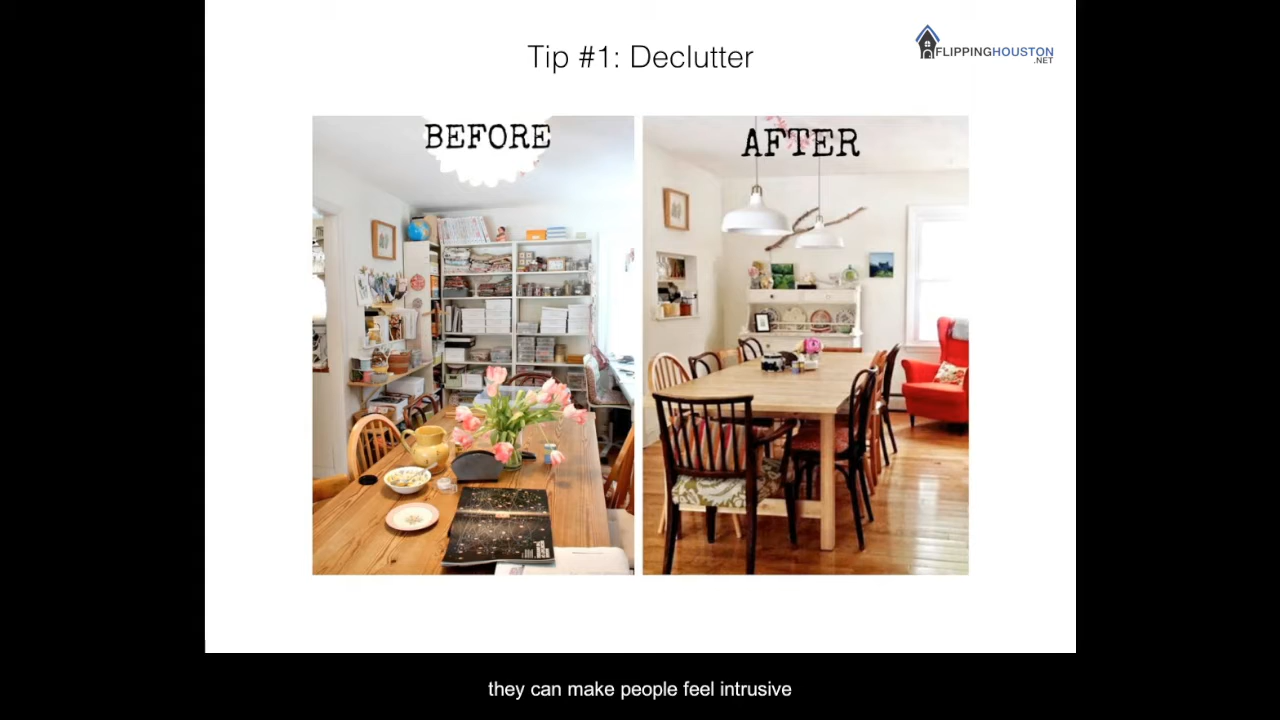 Tip #1: Declutter
FLIPPINGHOUSTON
.NET
BEFORE
AFTER
they can make people feel intrusive